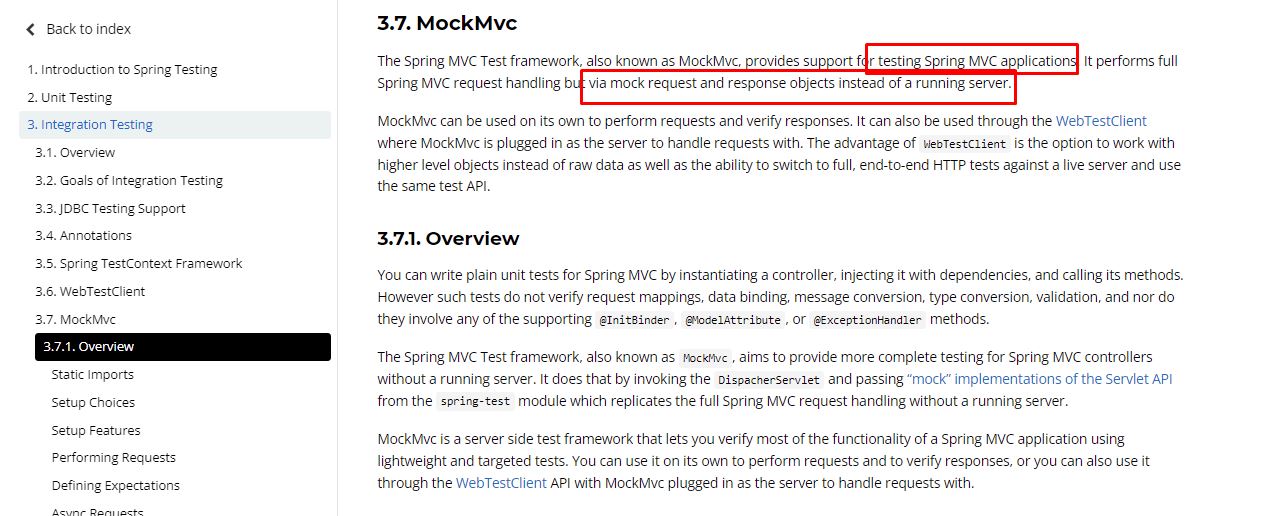 Back to index
1. Introduction to Spring Testing
2. Unit Testing
3. Integration Testing
3.1. Overview
3.2. Goals of Integration Testing
3.3. JDBC Testing Support
3.4. Annotations
3.5. Spring TestContext Framework
3.6. WebTestClient
3.7. MockMvc
3.7.1. Overview
Static Imports
Setup Choices
Setup Features
Performing Requests
Defining Expectations
Async Requests
3.7. MockMvc
The Spring MVC Test framework, also known as MockMvc, provides support for testing Spring MVC applications. It performs full
Spring MVC request handling but via mock request and response objects instead of a running server.
MockMvc can be used on its own to perform requests and verify responses. It can also be used through the WebTestClient
where MockMvc is plugged in as the server to handle requests with. The advantage of WebTestClient is the option to work with
higher level objects instead of raw data as well as the ability to switch to full, end-to-end HTTP tests against a live server and use
the same test API.
3.7.1. Overview
You can write plain unit tests for Spring MVC by instantiating a controller, injecting it with dependencies, and calling its methods.
However such tests do not verify request mappings, data binding, message conversion, type conversion, validation, and nor do
they involve any of the supporting @InitBinder, @ModelAttribute, or @ExceptionHandler methods.
The Spring MVC Test framework, also known as MockMvc, aims to provide more complete testing for Spring MVC controllers
without a running server. It does that by invoking the DispacherServlet and passing “mock” implementations of the Servlet API
from the spring-test module which replicates the full Spring MVC request handling without a running server.
MockMvc is a server side test framework that lets you verify most of the functionality of a Spring MVC application using
lightweight and targeted tests. You can use it on its own to perform requests and to verify responses, or you can also use it
through the WebTestClient API with MockMvc plugged in as the server to handle requests with.